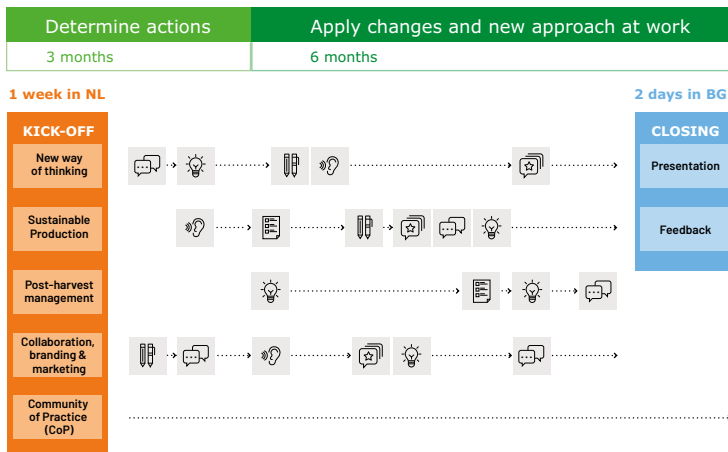 Determine actions
Apply changes and new approach at work
3 months
6 months
1 week in NL
2 days in BG
KICK-OFF
CLOSING
New way
of thinking
Presentation
Sustainable
Production
Feedback
Post-harvest
management
Collaboration,
branding &
marketing
Community
of Practice
(CoP)